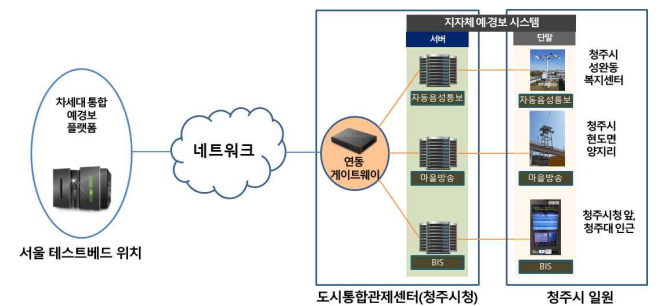 지자체 예·경보 시스템
서버
단말
차세대 통합
예경보
플랫폼
네트워크
연동
게이트웨이
자동음성통보
마을방송
BIS
자동음성통보
마을방송
BIS
청주시
성완동
복지센터
청주시
현도면
양지리
청주시청 앞,
청주대 인근
서울 테스트베드 위치
도시통합관제센터(청주시청)
청주시 일원